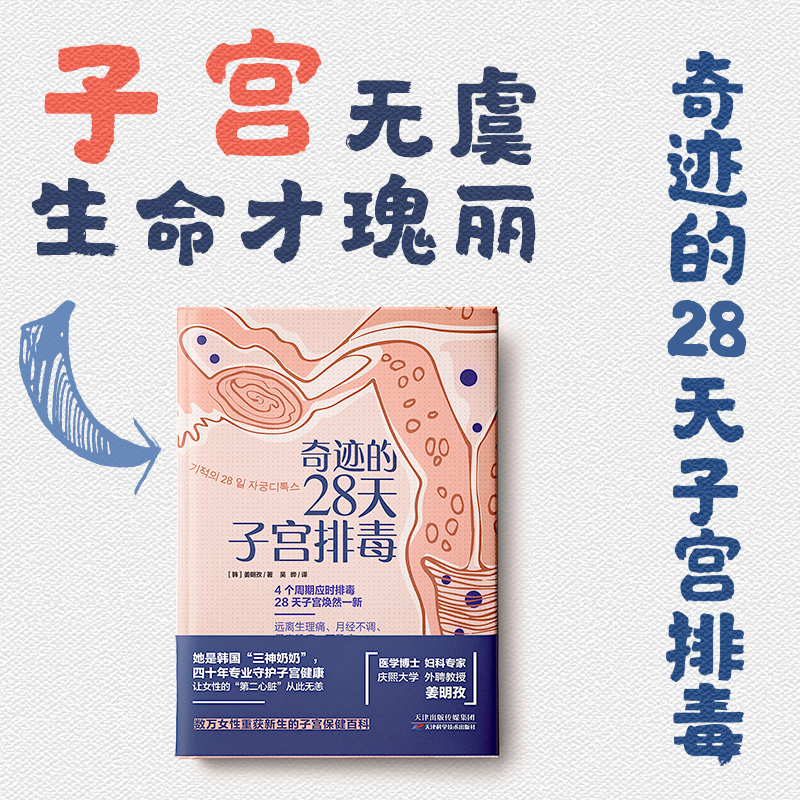 子宫无虞
生命才瑰丽
奇迹的28天子宫排毒
기적의 28일 자궁디톡스
奇迹的
28天
子宫排毒
[韩]姜明孜/著 吴晔/译
4个周期应时排毒
28天子宫焕然一新
远离生理痛、月经不调、
她是韩国“三神奶奶”，
四十年专业守护子宫健康
让女性的“第二心脏”从此无恙
数万女性重获新生的子宫保健百科
医学博士 妇科专家
庆熙大学 外聘教授
姜明孜
天津出版传媒集团
天津科学技术出版社